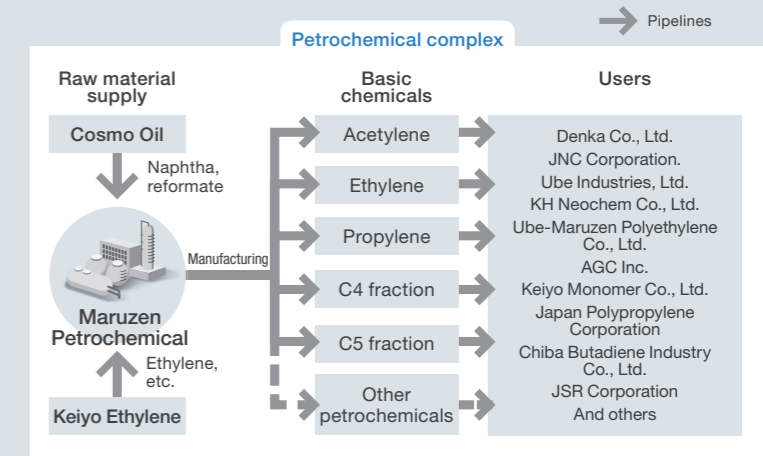 Pipelines
Petrochemical complex
Raw material
supply
Cosmo Oil
Naphtha,
reformate
Maruzen
Petrochemical
Ethylene,
etc.
Keiyo Ethylene
Manufacturing
Basic
chemicals
Acetylene
Ethylene
Propylene
C4 fraction
C5 fraction
Other
petrochemicals
Users
Denka Co., Ltd.
JNC Corporation.
Ube Industries, Ltd.
KH Neochem Co., Ltd.
Ube-Maruzen Polyethylene
Co., Ltd.
AGC Inc.
Keiyo Monomer Co., Ltd.
Japan Polypropylene
Corporation
Chiba Butadiene Industry
Co., Ltd.
JSR Corporation
And others